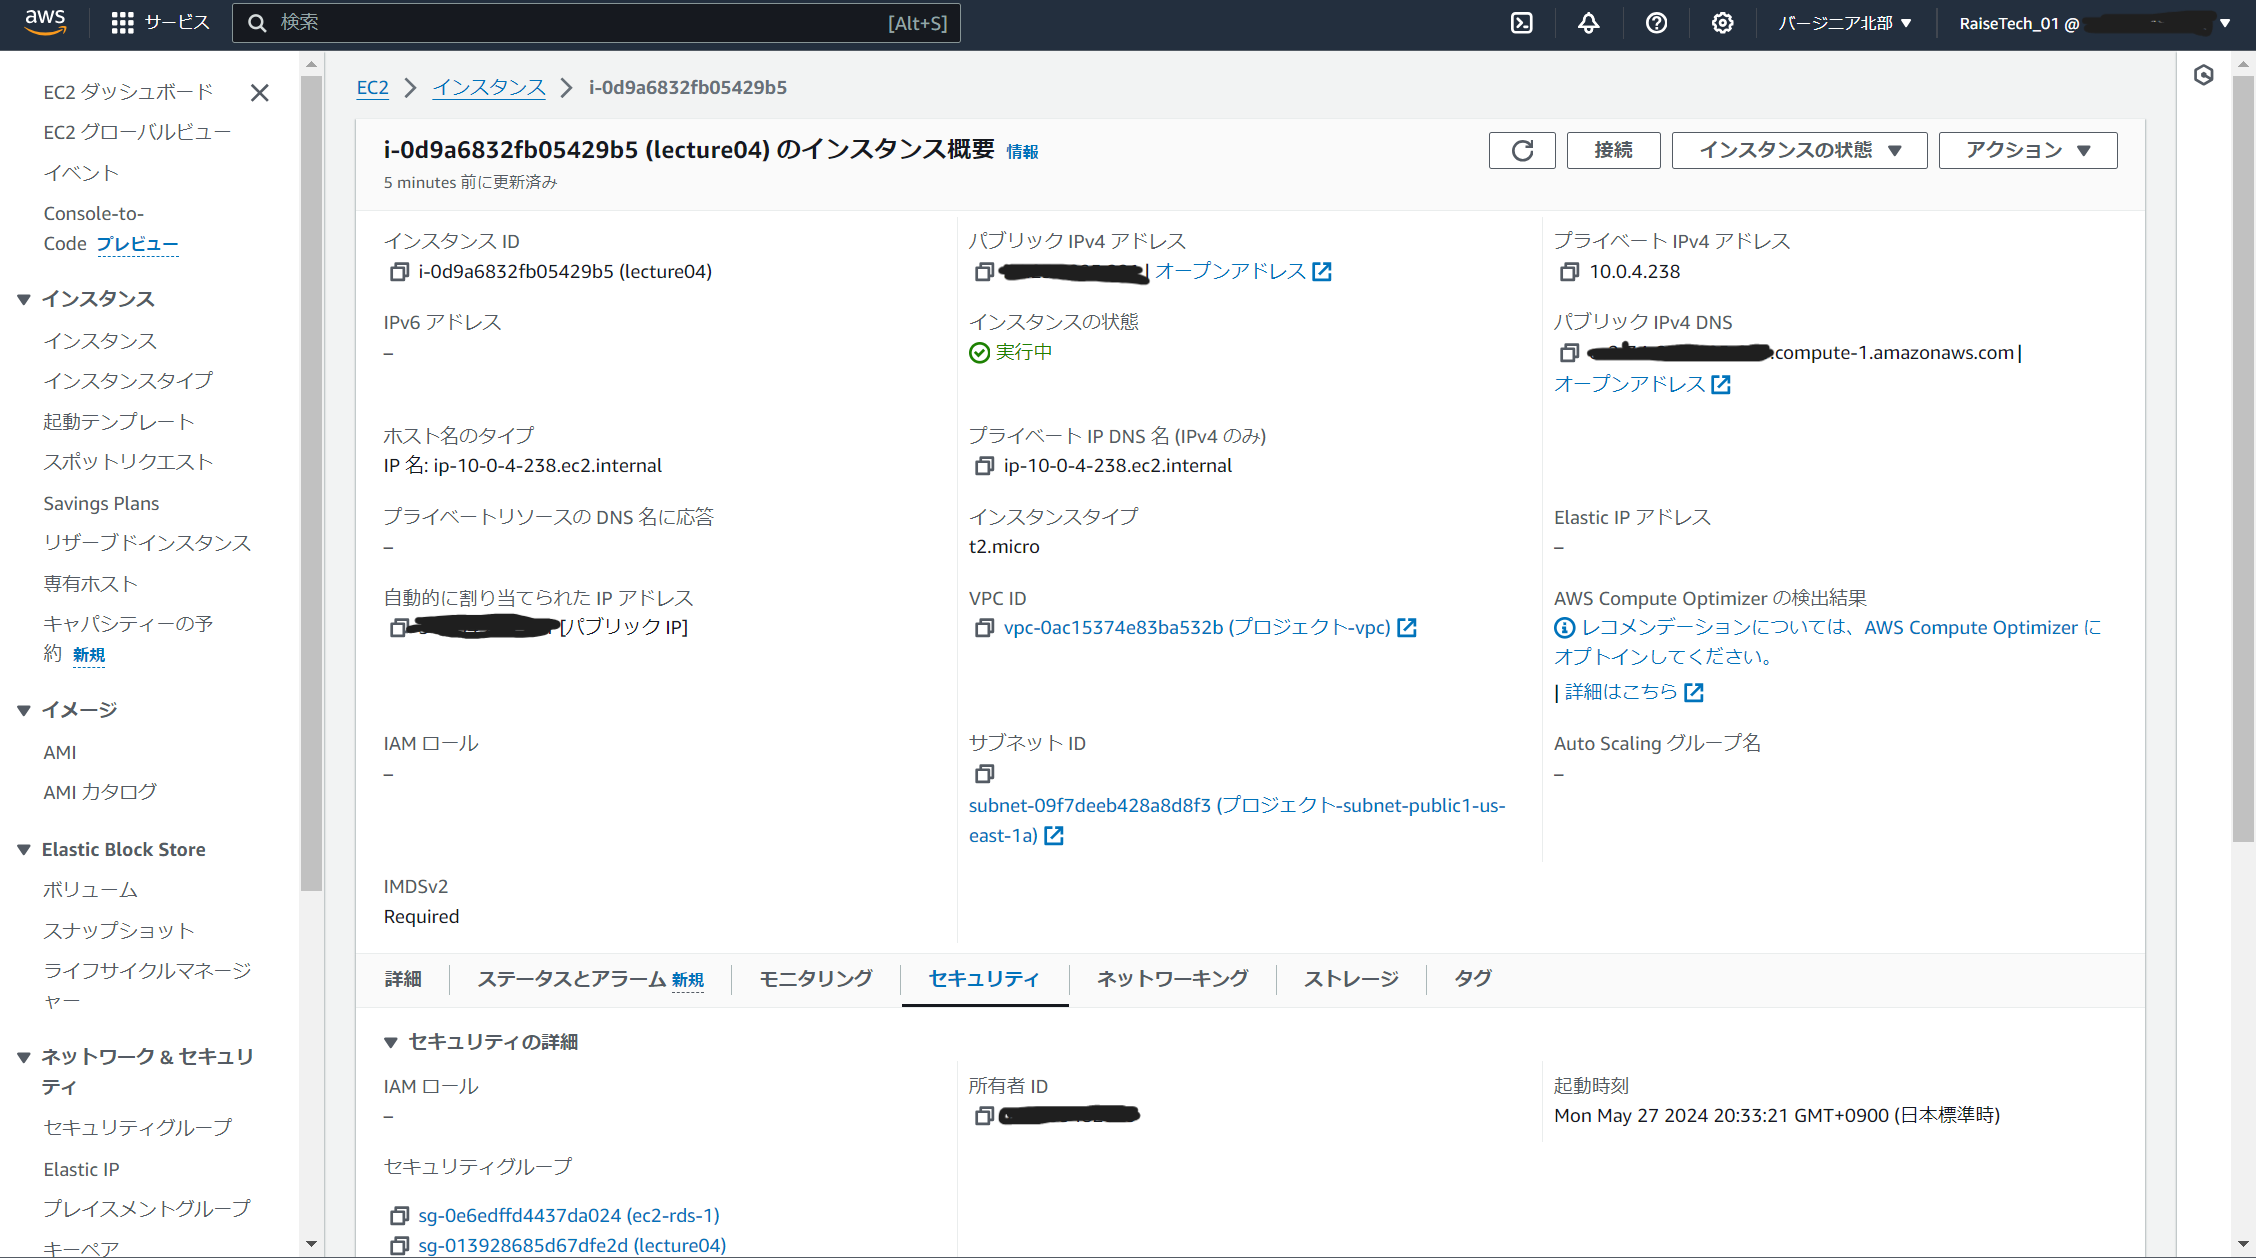 aws
サービス
検索
[Alt+S]
バージニア北部 ▼
RaiseTech_01 @
EC2 ダッシュボード
EC2 グローバルビュー
イベント
Console-to-
Code プレビュー
インスタンス
インスタンス
インスタンスタイプ
起動テンプレート
スポットリクエスト
Savings Plans
リザーブドインスタンス
専有ホスト
キャパシティーの予
約 新規
イメージ
AMI
AMI カタログ
Elastic Block Store
ボリューム
スナップショット
ライフサイクルマネージ
ャー
ネットワーク & セキュリ
ティ
セキュリティグループ
Elastic IP
プレイスメントグループ
キーペア
EC2 > インスタンス > i-0d9a6832fb05429b5
i-0d9a6832fb05429b5 (lecture04) のインスタンス概要 情報
5 minutes 前に更新済み
接続
インスタンスの状態 ▼
アクション ▼
インスタンス ID
i-0d9a6832fb05429b5 (lecture04)
パブリック IPv4 アドレス
| オープンアドレス
プライベート IPv4 アドレス
10.0.4.238
IPv6 アドレス
–
インスタンスの状態
実行中
パブリック IPv4 DNS
.compute-1.amazonaws.com |
オープンアドレス
ホスト名のタイプ
IP 名: ip-10-0-4-238.ec2.internal
プライベート IP DNS 名 (IPv4 のみ)
ip-10-0-4-238.ec2.internal
プライベートリソースの DNS 名に応答
–
インスタンスタイプ
t2.micro
Elastic IP アドレス
–
自動的に割り当てられた IP アドレス
[パブリック IP]
VPC ID
vpc-0ac15374e83ba532b (プロジェクト-vpc)
AWS Compute Optimizer の検出結果
レコメンデーションについては、AWS Compute Optimizer に
オプトインしてください。
| 詳細はこちら
IAM ロール
–
サブネット ID
subnet-09f7deeb428a8d8f3 (プロジェクト-subnet-public1-us-
east-1a)
Auto Scaling グループ名
–
IMDSv2
Required
詳細
ステータスとアラーム 新規
モニタリング
セキュリティ
ネットワーキング
ストレージ
タグ
▼ セキュリティの詳細
IAM ロール
–
所有者 ID
起動時刻
Mon May 27 2024 20:33:21 GMT+0900 (日本標準時)
セキュリティグループ
sg-0e6edffd4437da024 (ec2-rds-1)
sg-013928685d67dfe2d (lecture04)